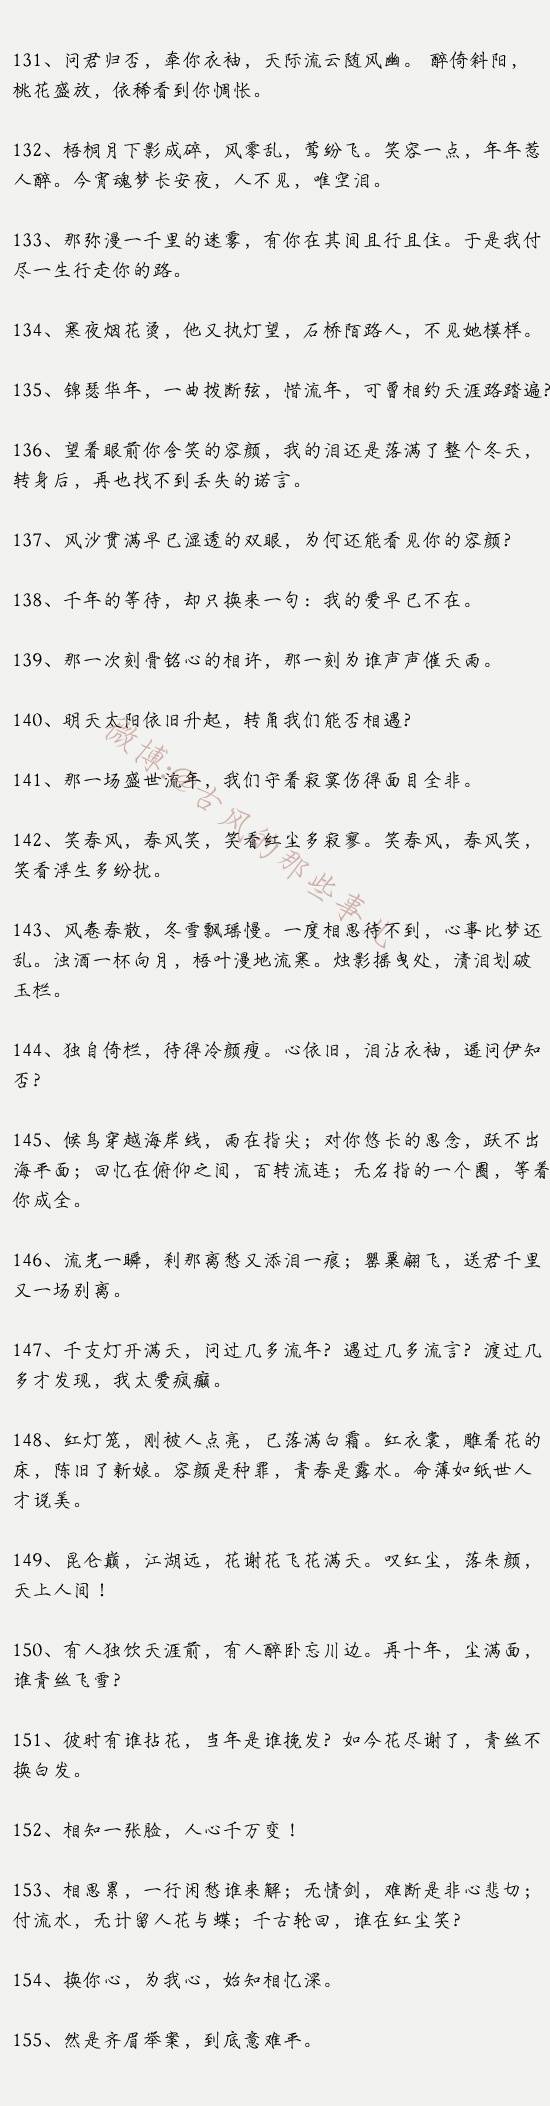 131、问君归否，牵你衣袖，天际流云随风幽。 醉倚斜阳，
桃花盛放，依稀看到你惆怅。
132、梧桐月下影成碎，风零乱，莺纷飞。笑容一点，年年惹
人醉。今宵魂梦长安夜，人不见，唯空泪。
133、那弥漫一千里的迷雾，有你在其间且行且住。于是我付
尽一生行走你的路。
134、寒夜烟花烫，他又执灯望，石桥陌路人，不见她模样。
135、锦瑟华年，一曲拨断弦，惜流年，可曾相约天涯路踏遍?
136、望着眼前你含笑的容颜，我的泪还是落满了整个冬天，
转身后，再也找不到丢失的诺言。
137、风沙贯满早已湿透的双眼，为何还能看见你的容颜?
138、千年的等待，却只换来一句：我的爱早已不在。
139、那一次刻骨铭心的相许，那一刻为谁声声催天雨。
140、明天太阳依旧升起，转角我们能否相遇?
微博:@古风的那些事儿
141、那一场盛世流年，我们守着寂寞伤得面目全非。
142、笑春风，春风笑，笑看红尘多寂寥。笑春风，春风笑，
笑看浮生多纷扰。
143、风卷春散，冬雪飘瑶慢。一度相思待不到，心事比梦还
乱。浊酒一杯向月，梧叶漫地流寒。烛影摇曳处，清泪划破
玉栏。
144、独自倚栏，待得冷颜瘦。心依旧，泪沾衣袖，遥问伊知
否?
145、候鸟穿越海岸线，雨在指尖；对你悠长的思念，跃不出
海平面；回忆在俯仰之间，百转流连；无名指的一个圈，等着
你成全。
146、流光一瞬，刹那离愁又添泪一痕；罂粟翩飞，送君千里
又一场别离。
147、千支灯开满天，问过几多流年? 遇过几多流言? 渡过几
多才发现，我太爱疯癫。
148、红灯笼，刚被人点亮，已落满白霜。红衣裳，雕着花的
床，陈旧了新娘。容颜是种罪，青春是露水。命薄如纸世人
才说美。
149、昆仑巅，江湖远，花谢花飞花满天。叹红尘，落朱颜，
天上人间！
150、有人独饮天涯前，有人醉卧忘川边。再十年，尘满面，
谁青丝飞雪?
151、彼时有谁拈花，当年是谁挽发? 如今花尽谢了，青丝不
换白发。
152、相知一张脸，人心千万变！
153、相思累，一行闲愁谁来解；无情剑，难断是非心悲切；
付流水，无计留人花与蝶；千古轮回，谁在红尘笑?
154、换你心，为我心，始知相忆深。
155、然是齐眉举案，到底意难平。